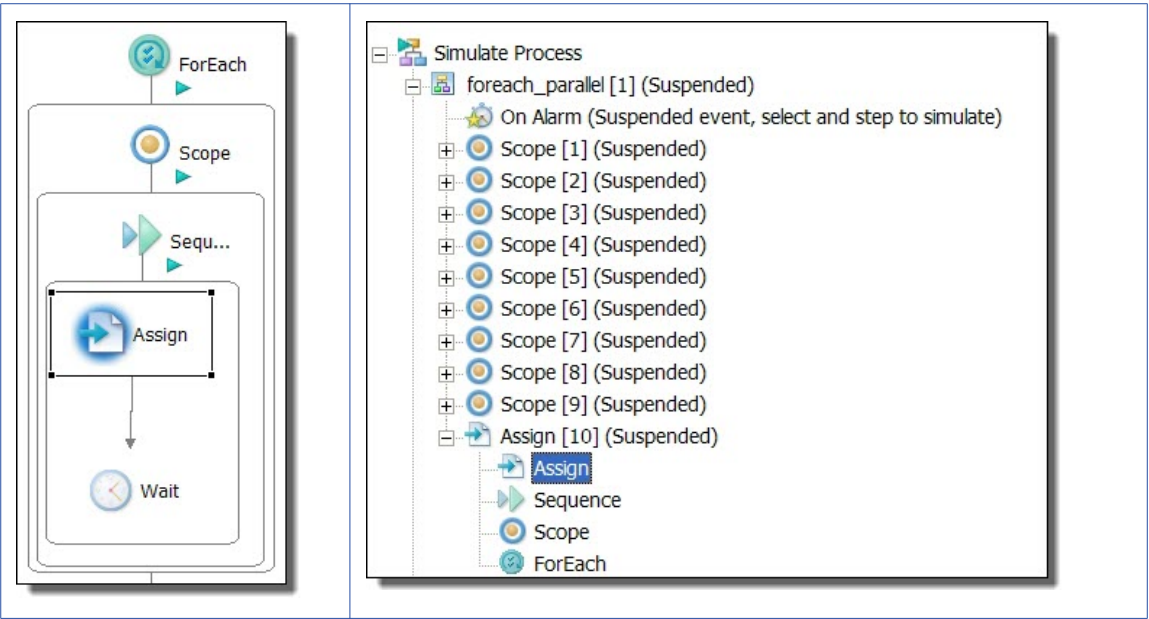 ForEach
Scope
Sequ...
Assign
Wait
Simulate Process
foreach_parallel [1] (Suspended)
On Alarm (Suspended event, select and step to simulate)
Scope [1] (Suspended)
Scope [2] (Suspended)
Scope [3] (Suspended)
Scope [4] (Suspended)
Scope [5] (Suspended)
Scope [6] (Suspended)
Scope [7] (Suspended)
Scope [8] (Suspended)
Scope [9] (Suspended)
Assign [10] (Suspended)
Assign
Sequence
Scope
ForEach